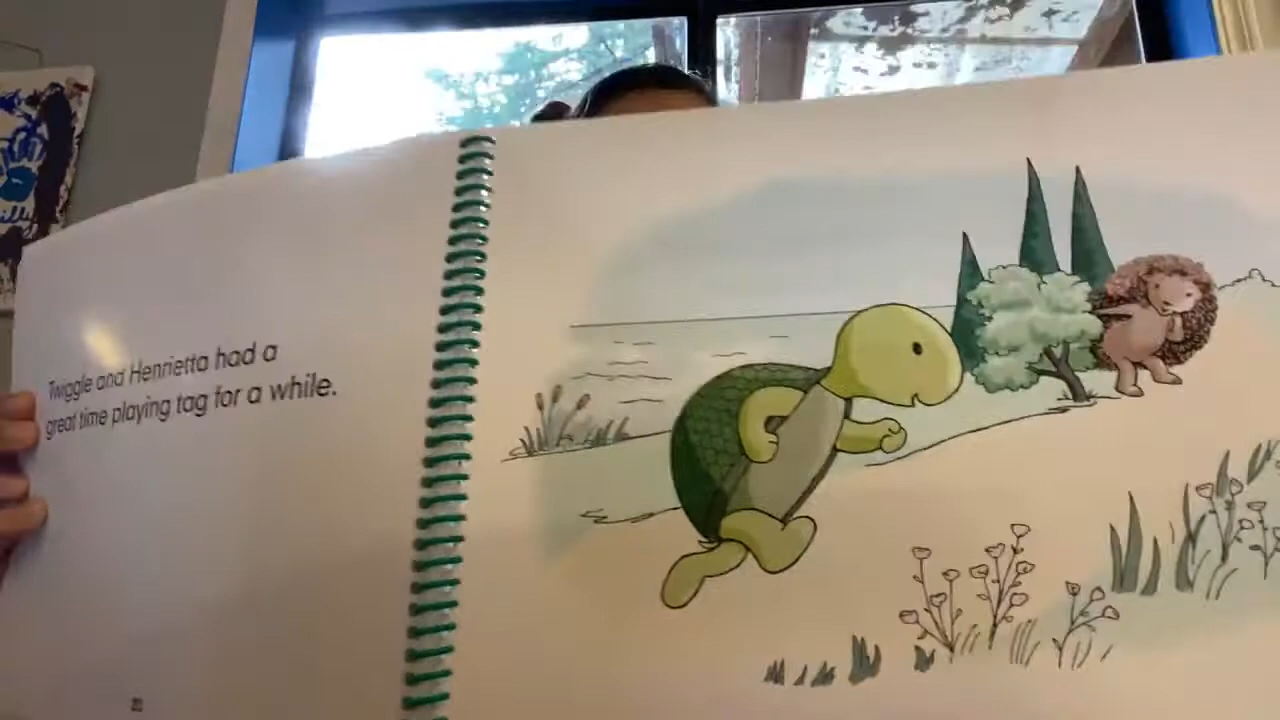 Twiggle and Henrietta had a
great time playing tag for a while.